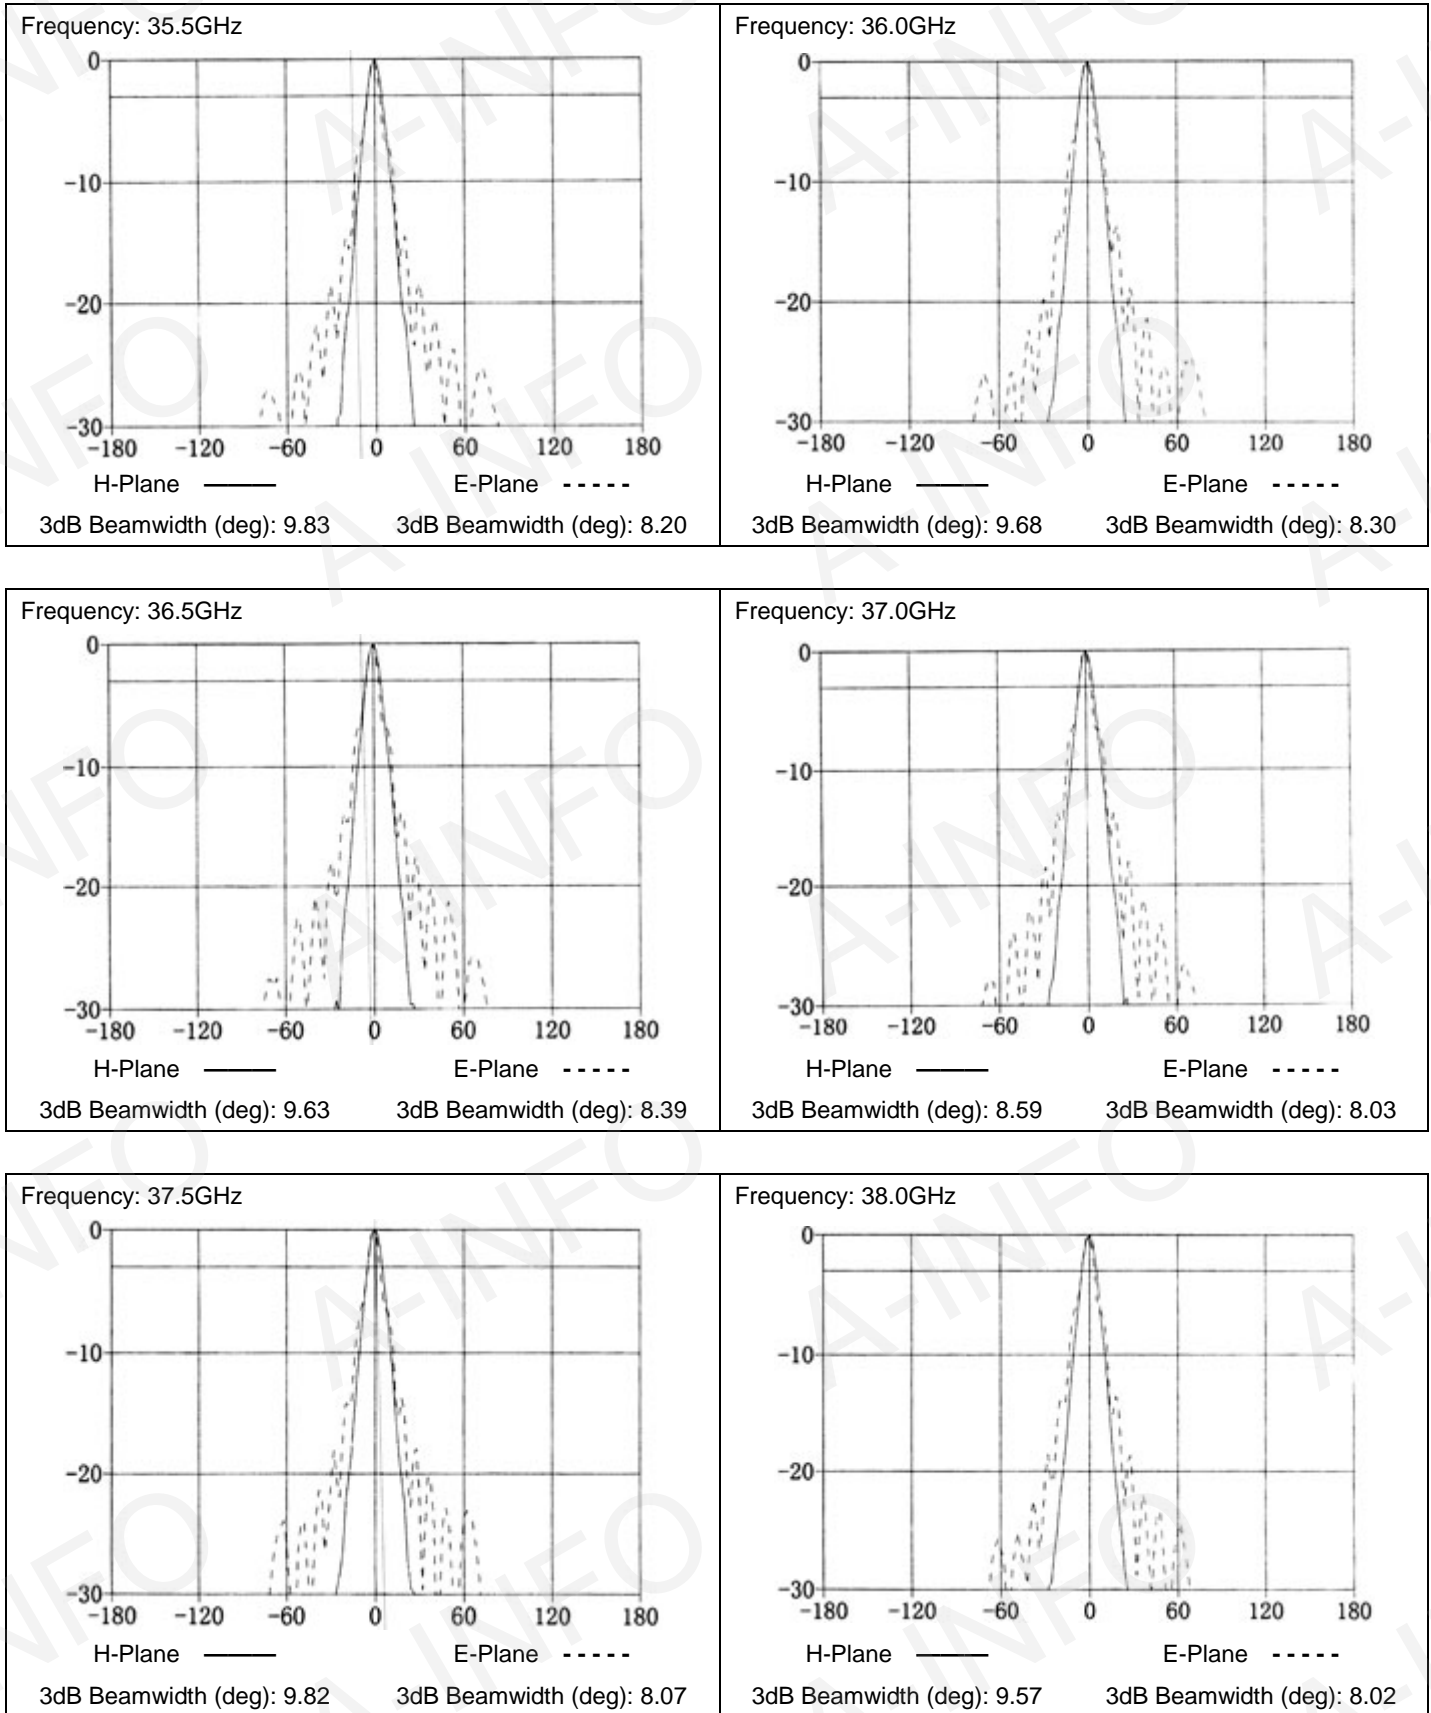 Frequency: 35.5GHz
0
-10
-20
-30
-180 -120 -60 0 60 120 180
H-Plane E-Plane
3dB Beamwidth (deg): 9.83 3dB Beamwidth (deg): 8.20
Frequency: 36.0GHz
0
-10
-20
-30
-180 -120 -60 0 60 120 180
H-Plane E-Plane
3dB Beamwidth (deg): 9.68 3dB Beamwidth (deg): 8.30
Frequency: 36.5GHz
0
-10
-20
-30
-180 -120 -60 0 60 120 180
H-Plane E-Plane
3dB Beamwidth (deg): 9.63 3dB Beamwidth (deg): 8.39
Frequency: 37.0GHz
0
-10
-20
-30
-180 -120 -60 0 60 120 180
H-Plane E-Plane
3dB Beamwidth (deg): 8.59 3dB Beamwidth (deg): 8.03
Frequency: 37.5GHz
0
-10
-20
-30
-180 -120 -60 0 60 120 180
H-Plane E-Plane
3dB Beamwidth (deg): 9.82 3dB Beamwidth (deg): 8.07
Frequency: 38.0GHz
0
-10
-20
-30
-180 -120 -60 0 60 120 180
H-Plane E-Plane
3dB Beamwidth (deg): 9.57 3dB Beamwidth (deg): 8.02
A-INFO